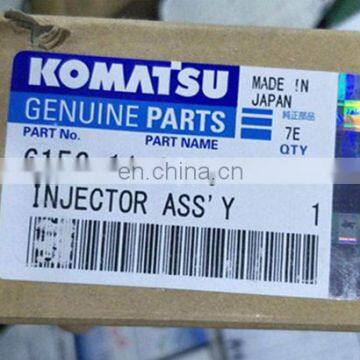 KOMATSU
GENUINE PARTS
MADE IN
JAPAN
純正部品
7E
PART No.
PART NAME
QTY
en.china.cn
INJECTOR ASS'Y 1